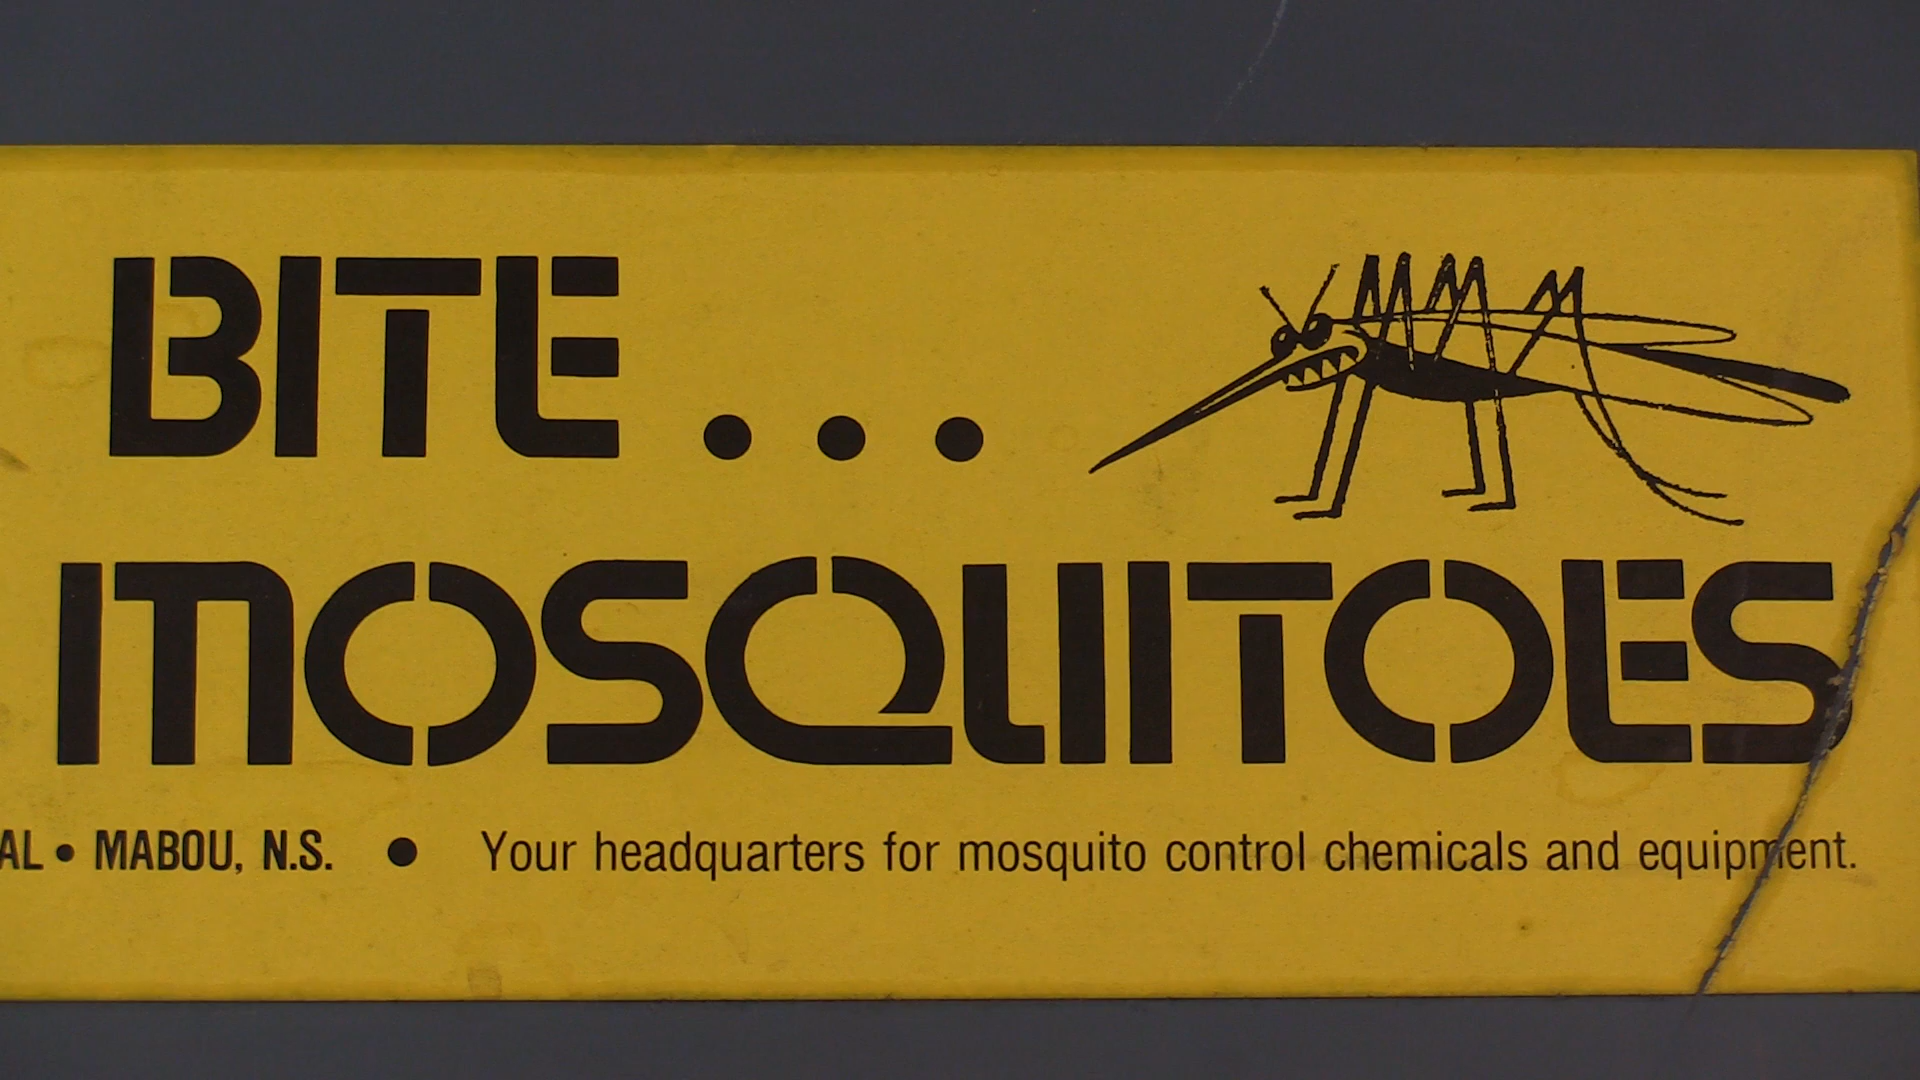 BITE...
MOSQUITOES
AL • MABOU, N.S. • Your headquarters for mosquito control chemicals and equipment.